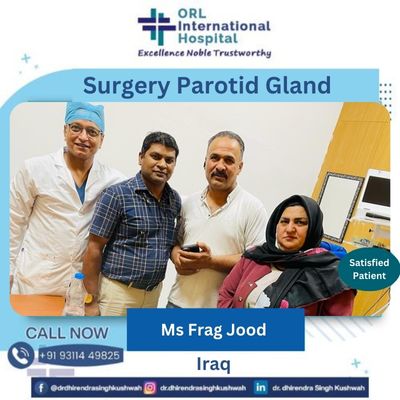 ORL
International
Hospital
Excellence Noble Trustworthy
Surgery Parotid Gland
Satisfied
Patient
Ms Frag Jood
CALL NOW
+91 93114 49825
Iraq
@drdhirendrasinghkushwah dr.dhirendrasinghkushwah dr. dhirendra Singh Kushwah